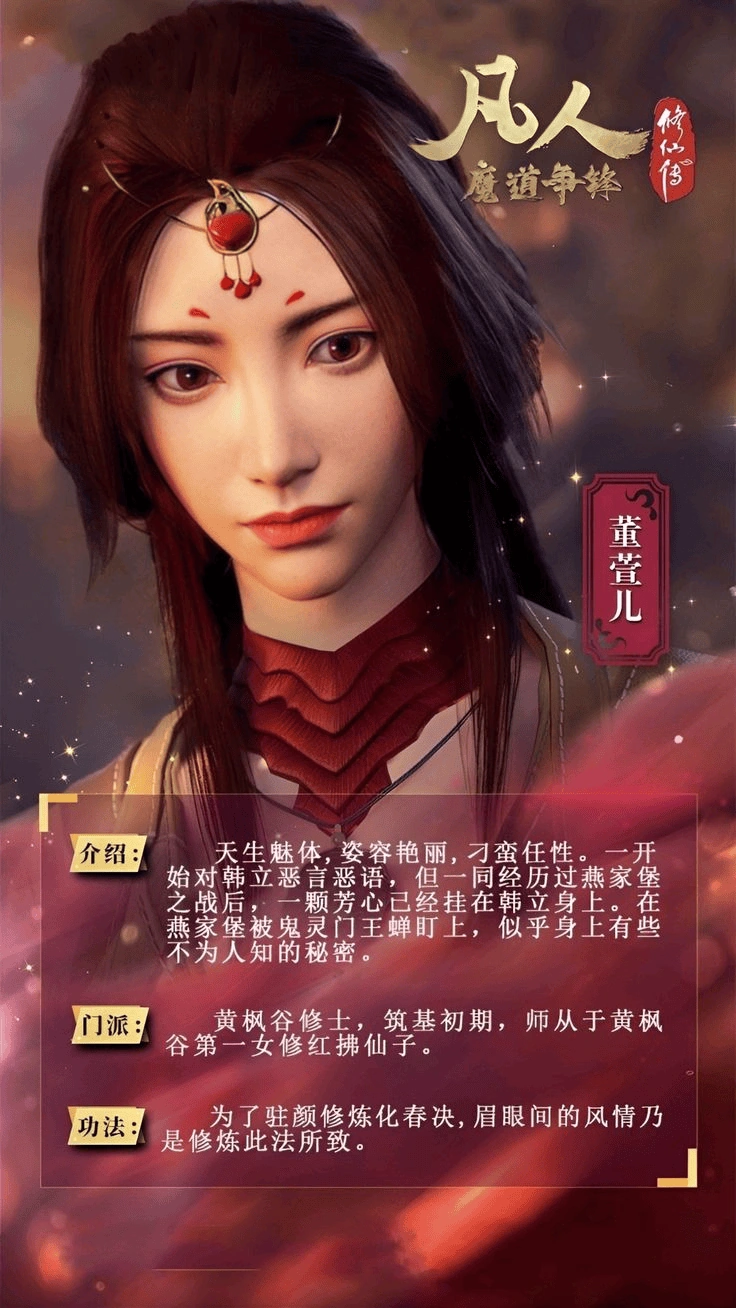 凡人
修仙传
魔道争锋
董萱儿
介绍:
天生魅体,姿容艳丽,刁蛮任性。一开
始对韩立恶言恶语，但一同经历过燕家堡
之战后，一颗芳心已经挂在韩立身上。在
燕家堡被鬼灵门王蝉盯上，似乎身上有些
不为人知的秘密。
门派:
黄枫谷修士，筑基初期，师从于黄枫
谷第一女修红拂仙子。
功法:
为了驻颜修炼化春决,眉眼间的风情乃
是修炼此法所致。